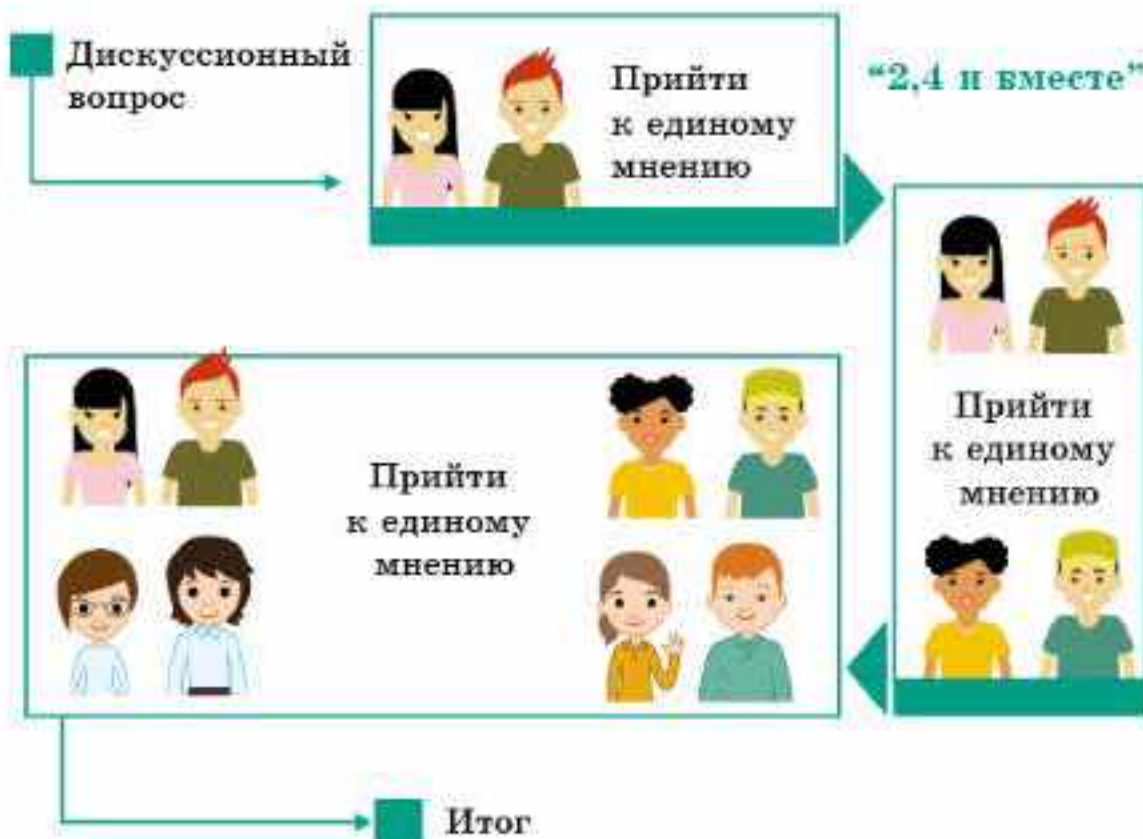 Дискуссионный
вопрос
Прийти
к единому
мнению
“2,4 и вместе”
Прийти
к единому
мнению
Прийти
к единому
мнению
Итог